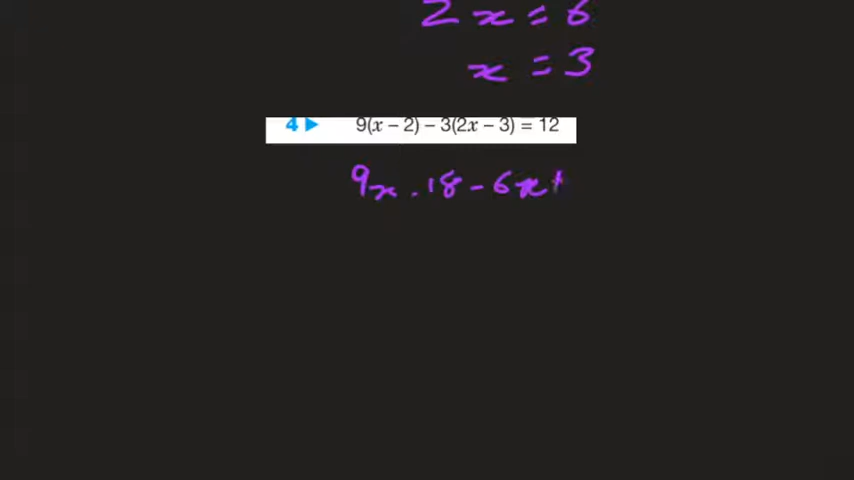 2x = 6
x = 3
4 ▶ 9(x − 2) − 3(2x − 3) = 12
9x - 18 - 6x +